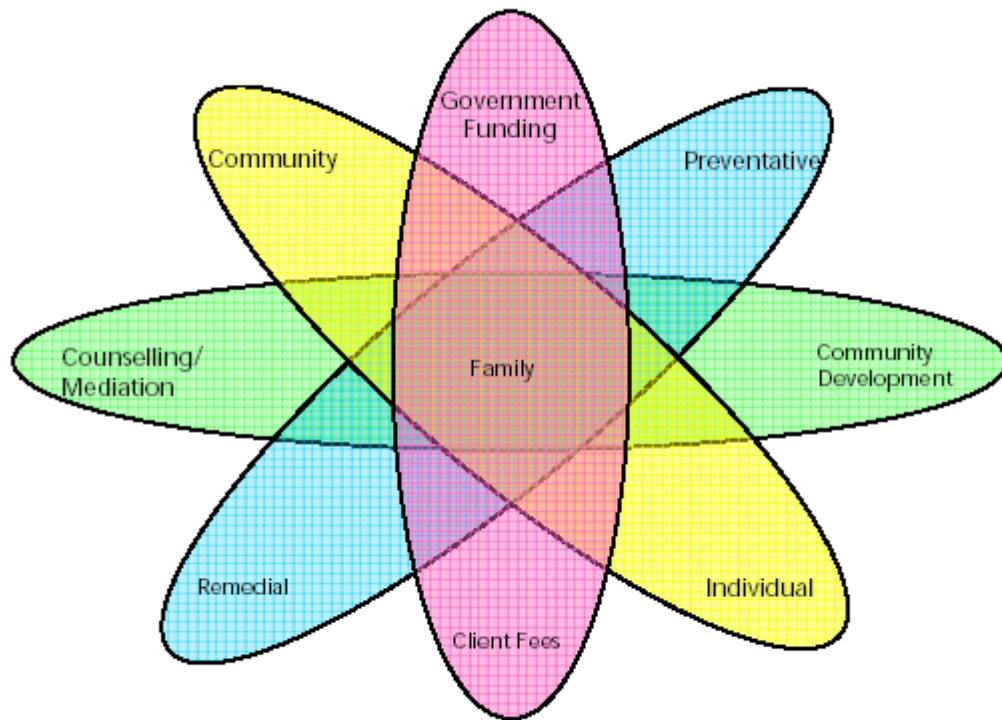 Government
Funding
Community
Preventative
Counselling/
Mediation
Family
Community
Development
Remedial
Individual
Client Fees